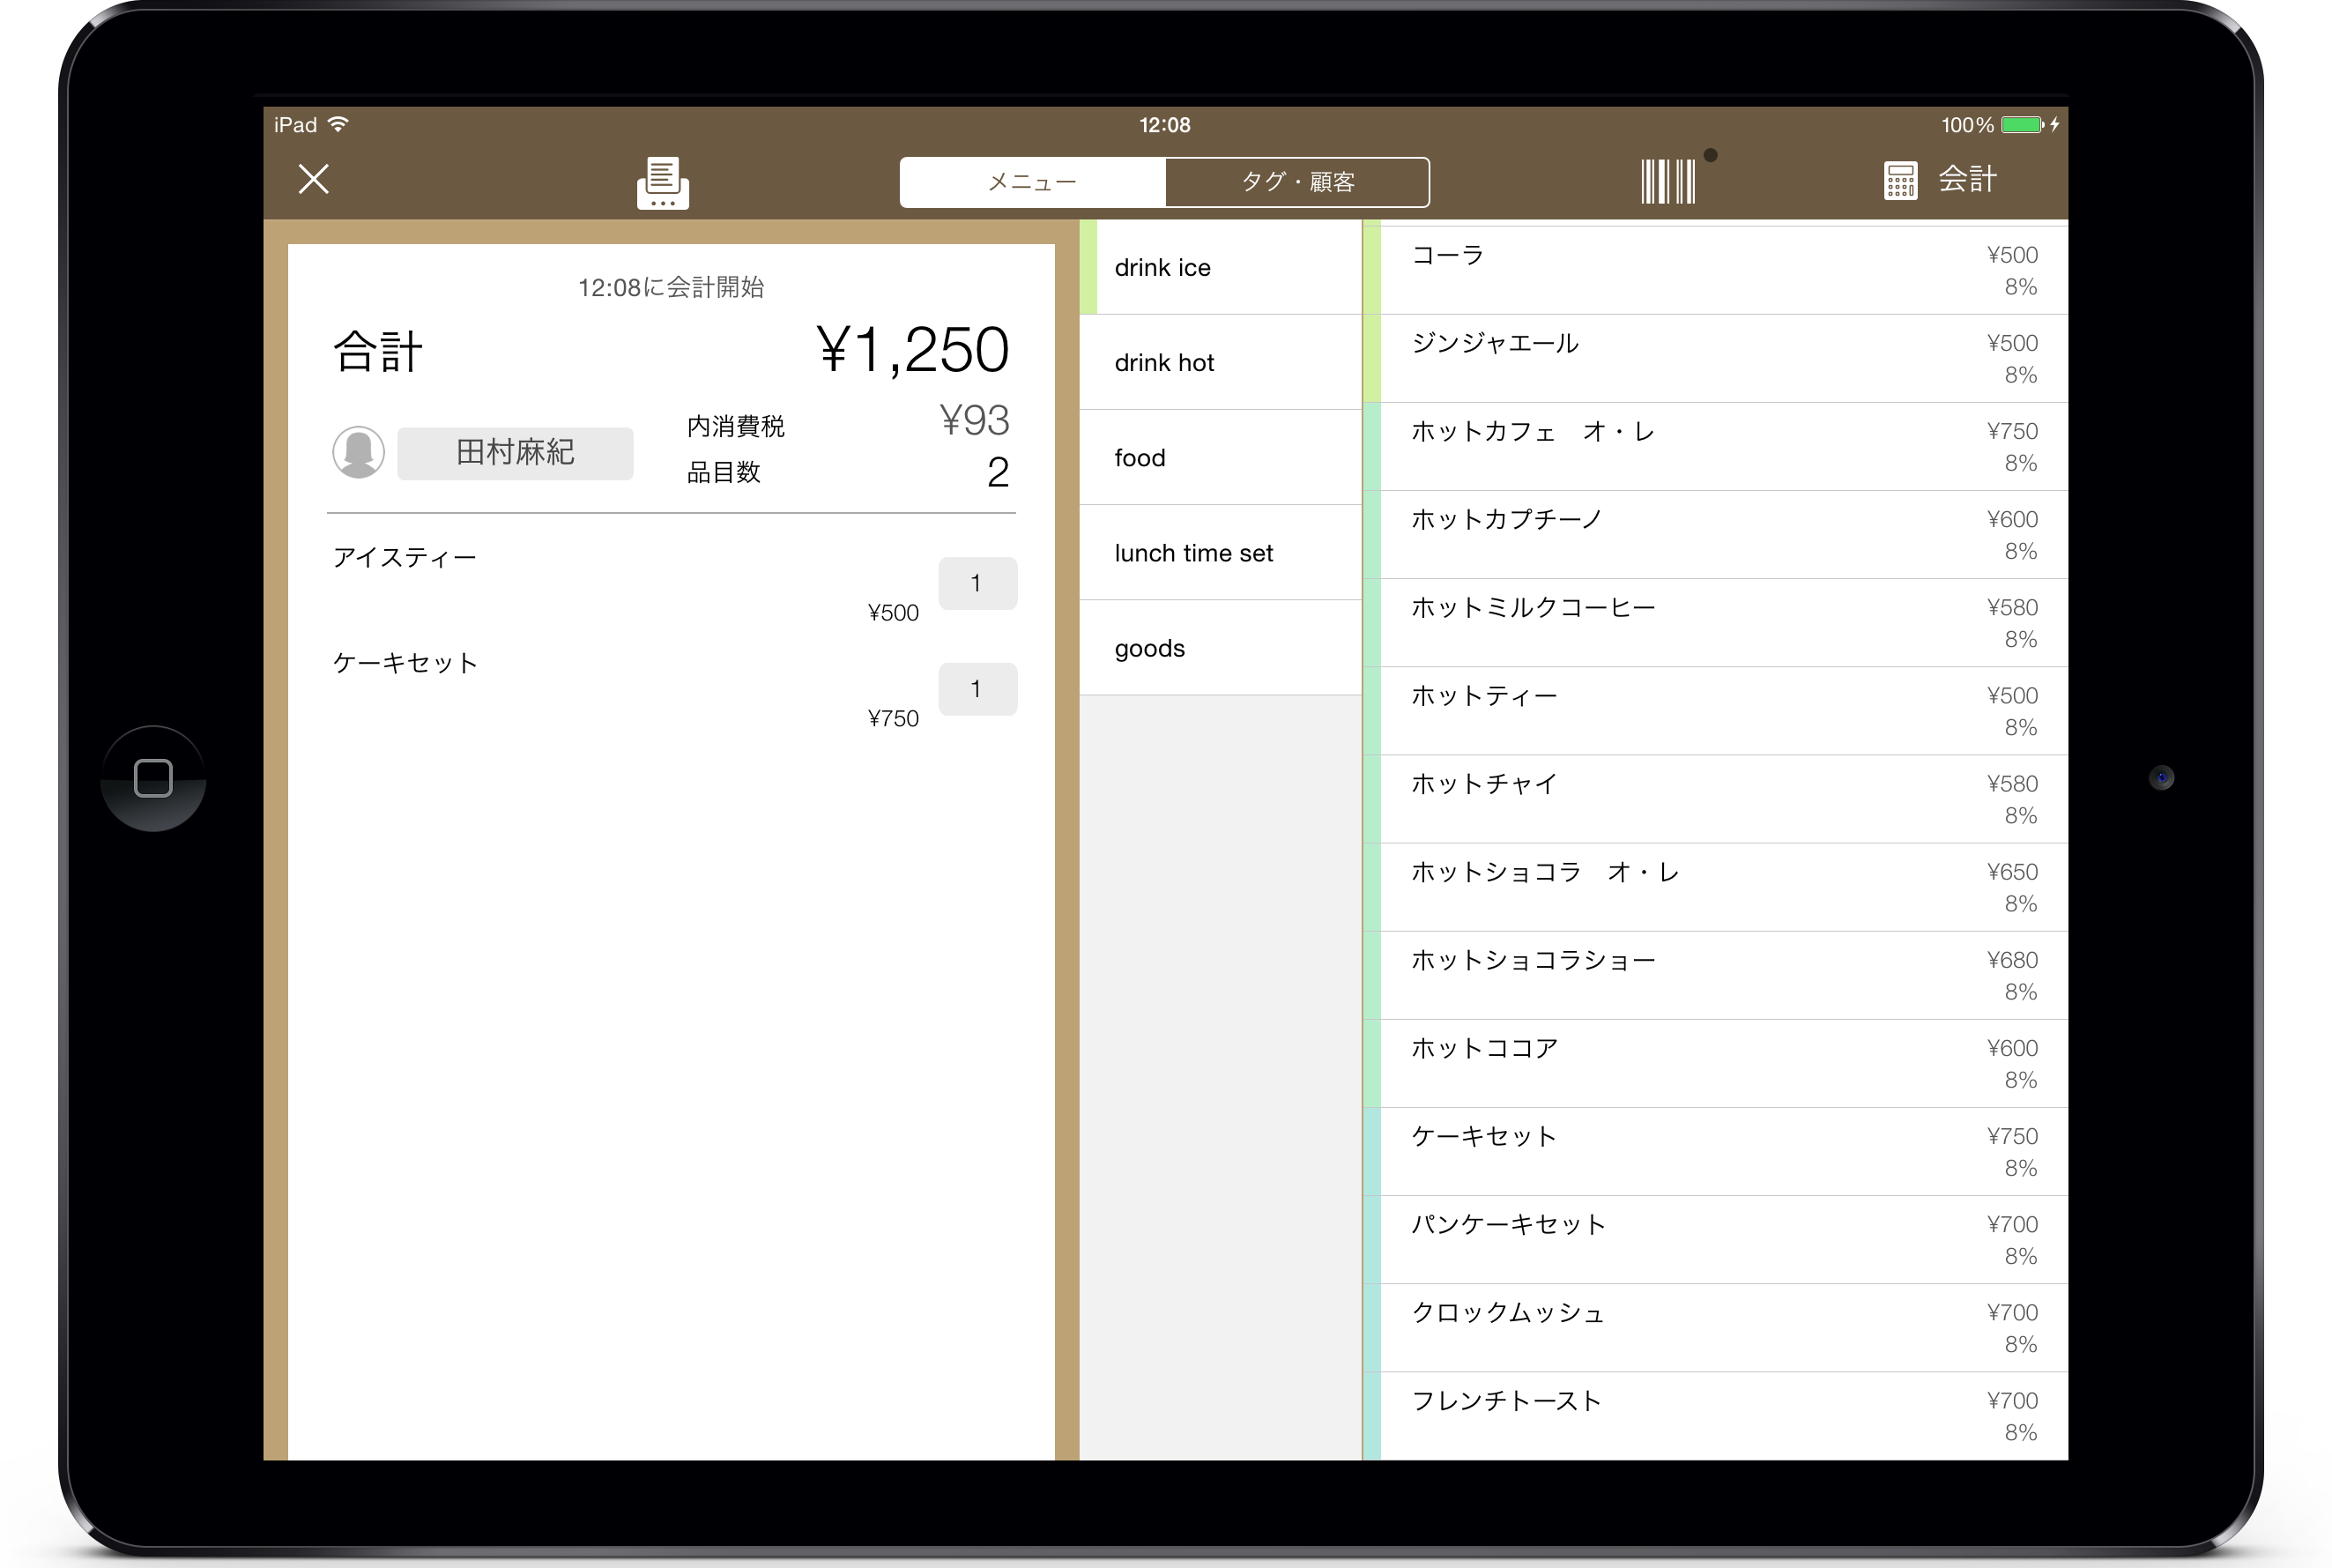 iPad 12:08 100%
メニュー タグ・顧客 会計
12:08に会計開始
合計 ¥1,250
内消費税 ¥93
田村麻紀
品目数 2
アイスティー
1
¥500
ケーキセット
1
¥750
drink ice
drink hot
food
lunch time set
goods
コーラ ¥500
8%
ジンジャエール ¥500
8%
ホットカフェ　オ・レ ¥750
8%
ホットカプチーノ ¥600
8%
ホットミルクコーヒー ¥580
8%
ホットティー ¥500
8%
ホットチャイ ¥580
8%
ホットショコラ　オ・レ ¥650
8%
ホットショコラショー ¥680
8%
ホットココア ¥600
8%
ケーキセット ¥750
8%
パンケーキセット ¥700
8%
クロックムッシュ ¥700
8%
フレンチトースト ¥700
8%